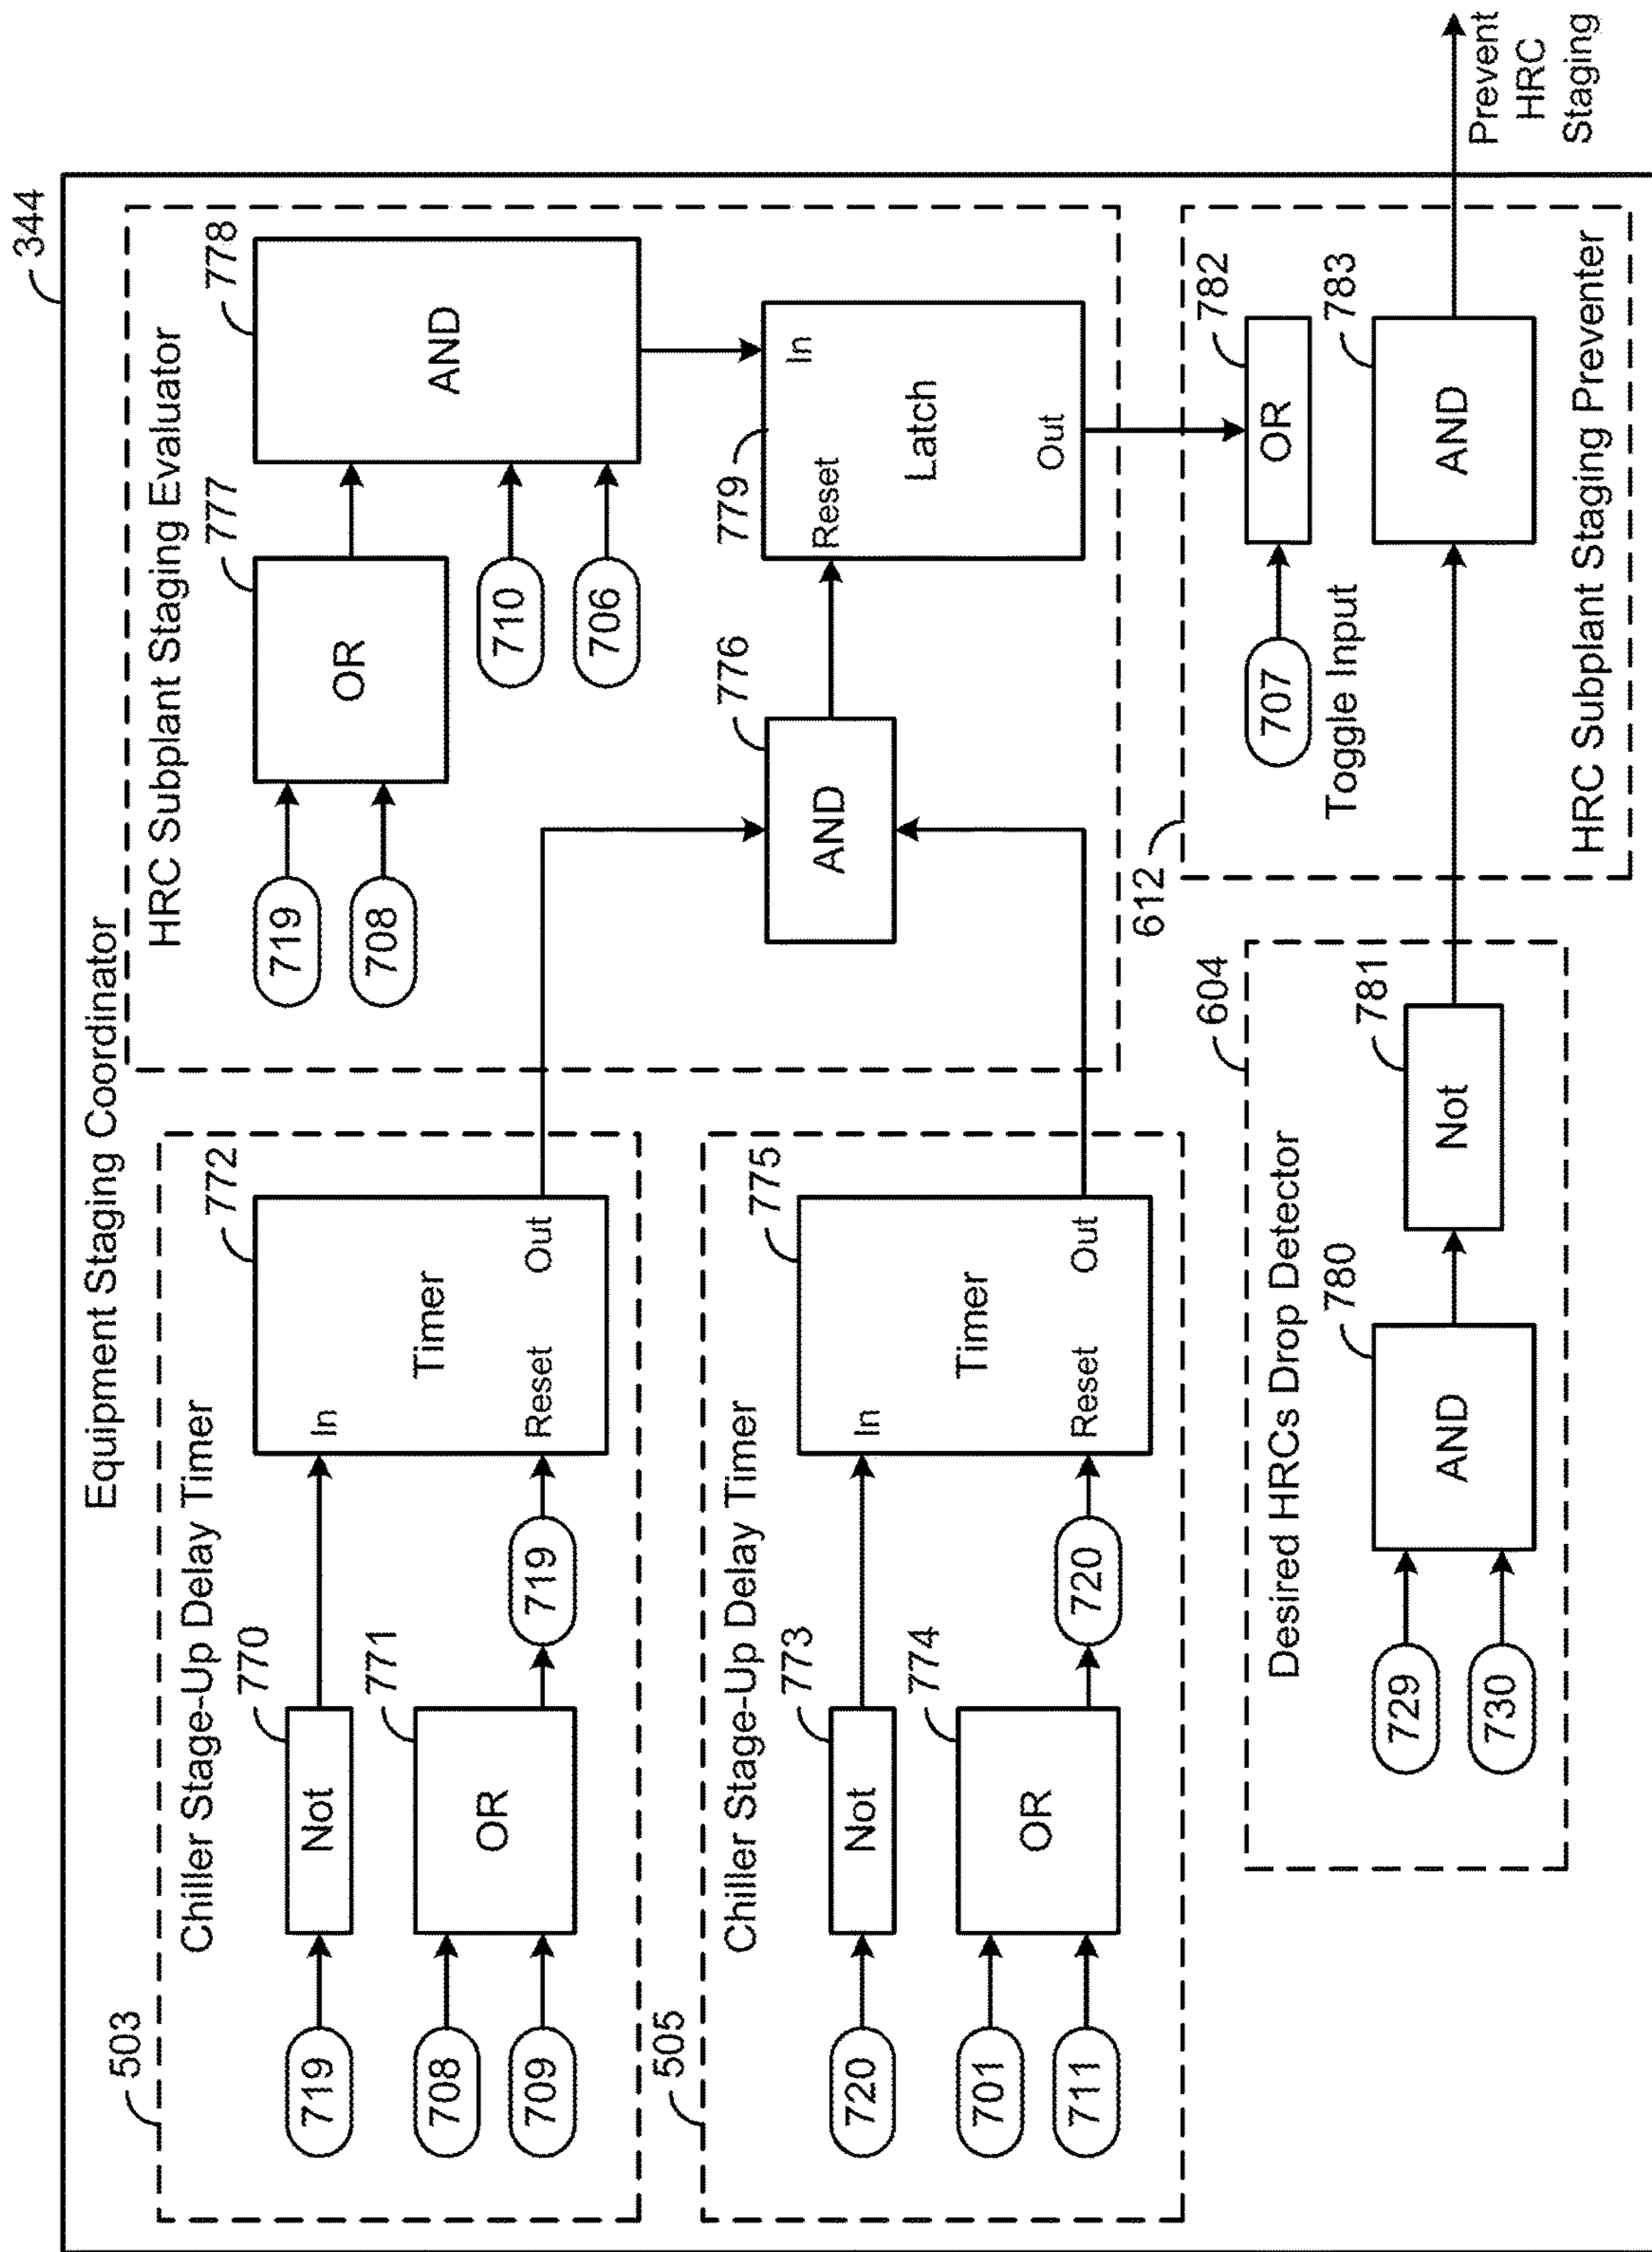 344
Equipment Staging Coordinator
503
Chiller Stage-Up Delay Timer
719
770
Not
708
709
771
OR
719
772
In
Timer
Reset
Out
505
Chiller Stage-Up Delay Timer
720
773
Not
701
711
774
OR
720
775
In
Timer
Reset
Out
HRC Subplant Staging Evaluator
719
708
777
OR
710
706
778
AND
776
AND
779
Reset
In
Latch
Out
604
Desired HRCs Drop Detector
729
730
780
AND
781
Not
612
707
Toggle Input
782
OR
783
AND
HRC Subplant Staging Preventer
Prevent
HRC
Staging